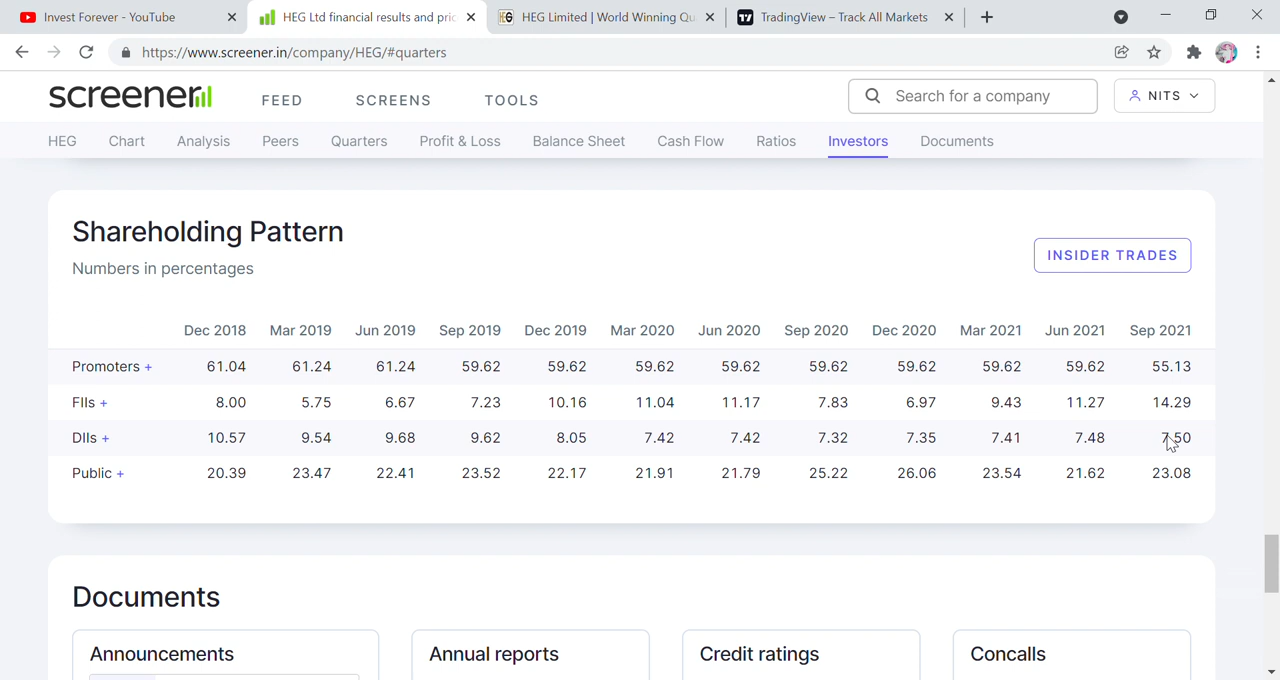 Invest Forever - YouTube
HEG Ltd financial results and pric
HEG Limited | World Winning Qu
TradingView – Track All Markets
https://www.screener.in/company/HEG/#quarters
screener
FEED SCREENS TOOLS
Search for a company
NITS
HEG Chart Analysis Peers Quarters Profit & Loss Balance Sheet Cash Flow Ratios Investors Documents
Shareholding Pattern
Numbers in percentages
INSIDER TRADES
Dec 2018 Mar 2019 Jun 2019 Sep 2019 Dec 2019 Mar 2020 Jun 2020 Sep 2020 Dec 2020 Mar 2021 Jun 2021 Sep 2021
Promoters + 61.04 61.24 61.24 59.62 59.62 59.62 59.62 59.62 59.62 59.62 59.62 55.13
FIIs + 8.00 5.75 6.67 7.23 10.16 11.04 11.17 7.83 6.97 9.43 11.27 14.29
DIIs + 10.57 9.54 9.68 9.62 8.05 7.42 7.42 7.32 7.35 7.41 7.48 7.50
Public + 20.39 23.47 22.41 23.52 22.17 21.91 21.79 25.22 26.06 23.54 21.62 23.08
Documents
Announcements Annual reports Credit ratings Concalls